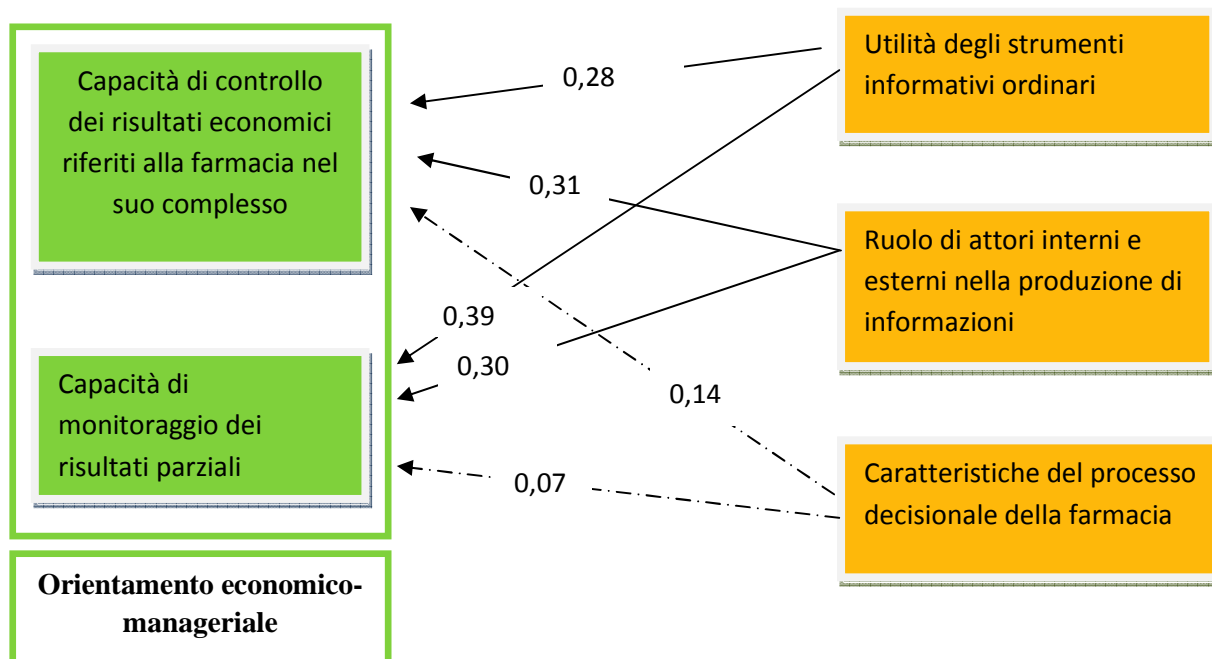 Capacità di controllo
dei risultati economici
riferiti alla farmacia nel
suo complesso
Capacità di
monitoraggio dei
risultati parziali
Orientamento economico-
manageriale
0,28
0,31
0,39
0,30
0,14
0,07
Utilità degli strumenti
informativi ordinari
Ruolo di attori interni e
esterni nella produzione di
informazioni
Caratteristiche del processo
decisionale della farmacia